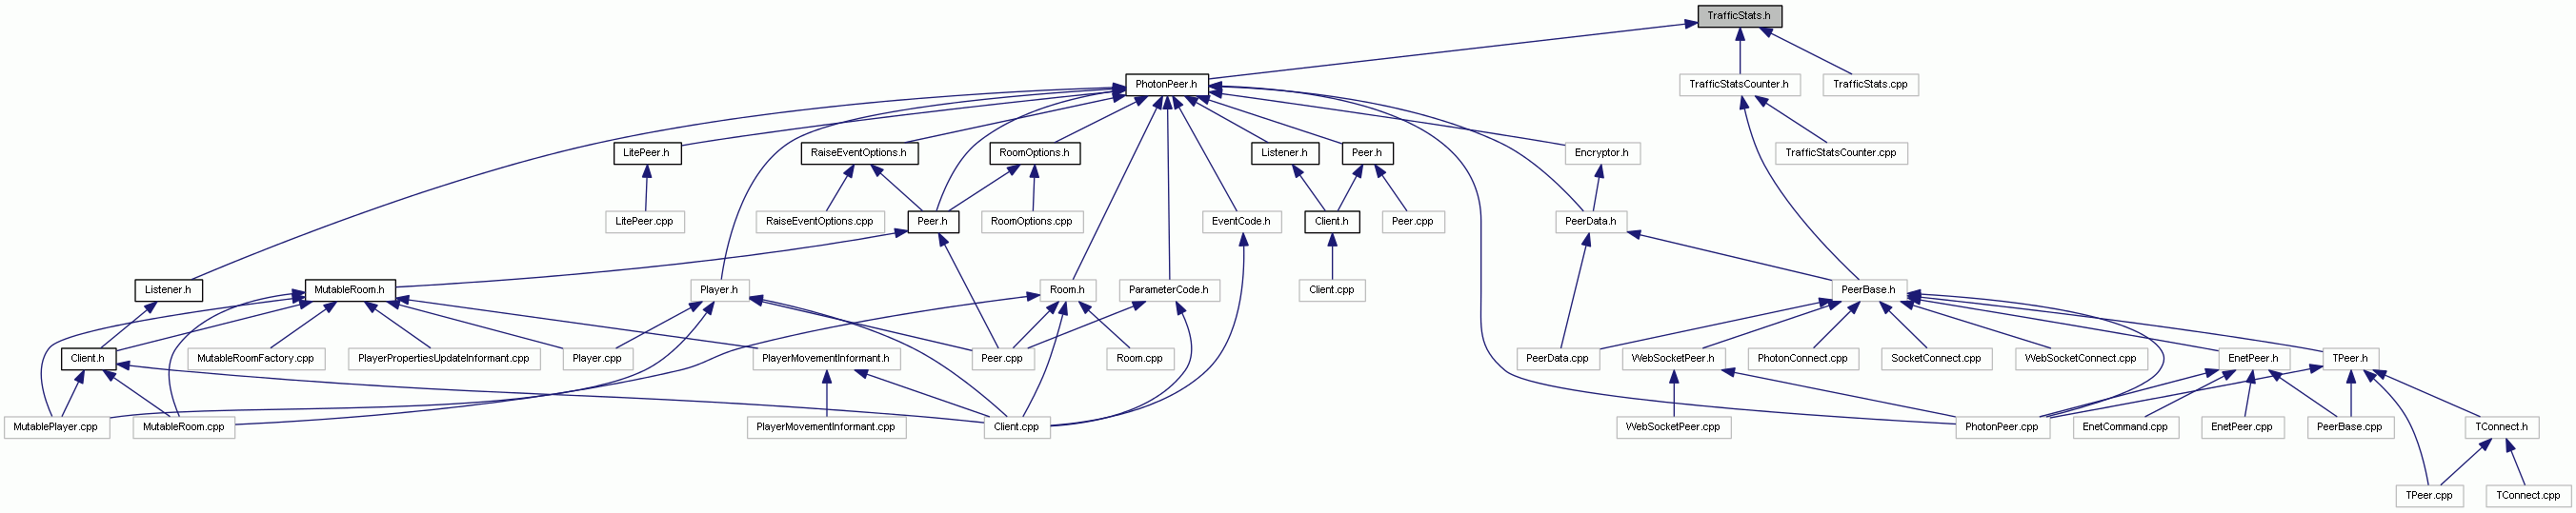 TrafficStats.h
PhotonPeer.h
TrafficStatsCounter.h
TrafficStats.cpp
LitePeer.h
RaiseEventOptions.h
RoomOptions.h
Listener.h
Peer.h
Encryptor.h
TrafficStatsCounter.cpp
LitePeer.cpp
RaiseEventOptions.cpp
Peer.h
RoomOptions.cpp
EventCode.h
Client.h
Peer.cpp
PeerData.h
Listener.h
MutableRoom.h
Player.h
Room.h
ParameterCode.h
Client.cpp
PeerBase.h
Client.h
MutableRoomFactory.cpp
PlayerPropertiesUpdateInformant.cpp
Player.cpp
PlayerMovementInformant.h
Peer.cpp
Room.cpp
PeerData.cpp
WebSocketPeer.h
PhotonConnect.cpp
SocketConnect.cpp
WebSocketConnect.cpp
EnetPeer.h
TPeer.h
MutablePlayer.cpp
MutableRoom.cpp
PlayerMovementInformant.cpp
Client.cpp
WebSocketPeer.cpp
PhotonPeer.cpp
EnetCommand.cpp
EnetPeer.cpp
PeerBase.cpp
TConnect.h
TPeer.cpp
TConnect.cpp